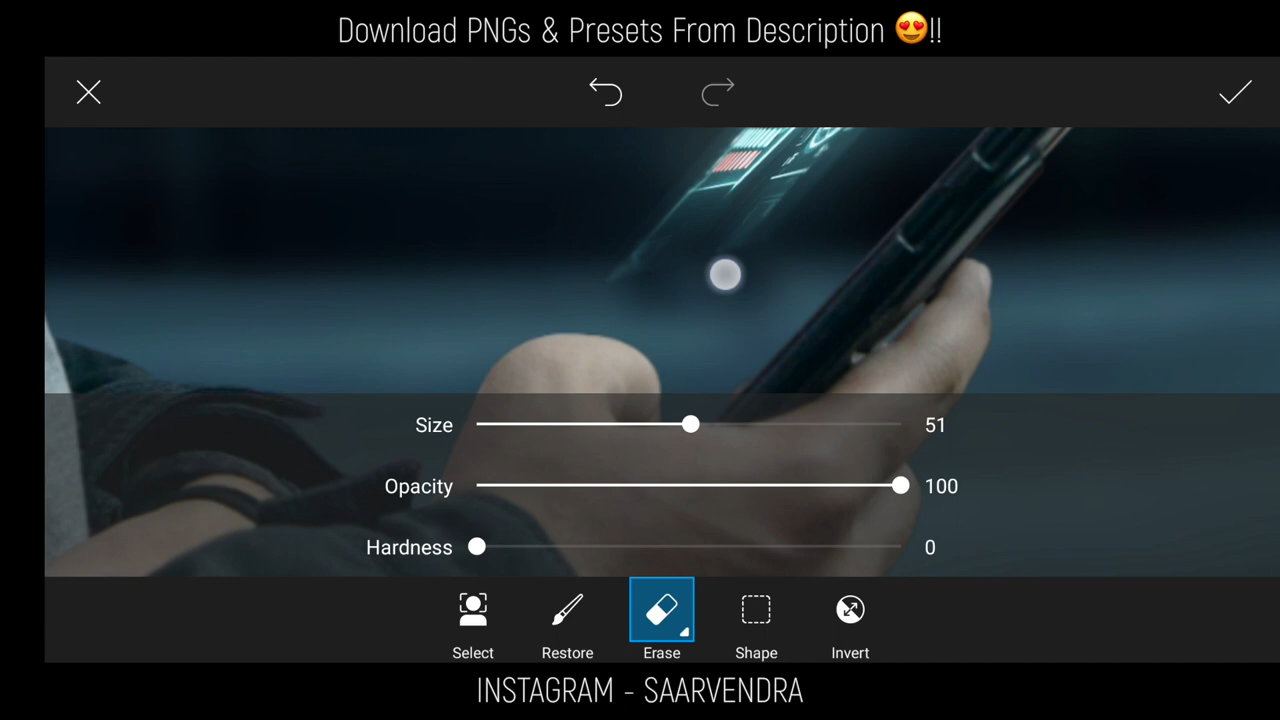 Download PNGs & Presets From Description 😍!!
Size 51
Opacity 100
Hardness 0
Select Restore Erase Shape Invert
INSTAGRAM - SAARVENDRA